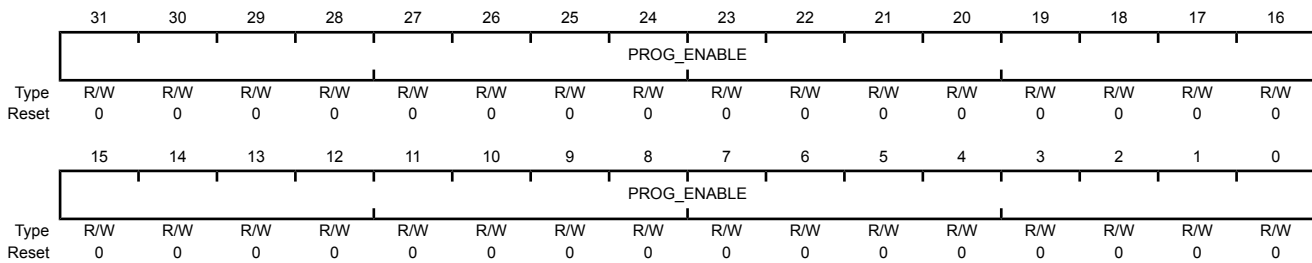 31 30 29 28 27 26 25 24 23 22 21 20 19 18 17 16
PROG_ENABLE
Type R/W R/W R/W R/W R/W R/W R/W R/W R/W R/W R/W R/W R/W R/W R/W R/W
Reset 0 0 0 0 0 0 0 0 0 0 0 0 0 0 0 0
15 14 13 12 11 10 9 8 7 6 5 4 3 2 1 0
PROG_ENABLE
Type R/W R/W R/W R/W R/W R/W R/W R/W R/W R/W R/W R/W R/W R/W R/W R/W
Reset 0 0 0 0 0 0 0 0 0 0 0 0 0 0 0 0